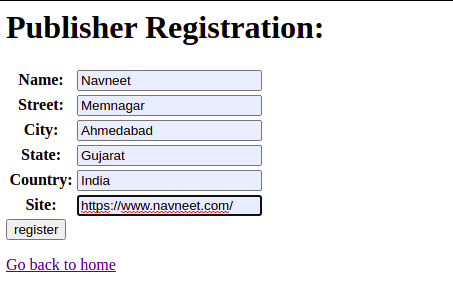 Publisher Registration:
Name: Navneet
Street: Memnagar
City: Ahmedabad
State: Gujarat
Country: India
Site: https://www.navneet.com/
register
Go back to home